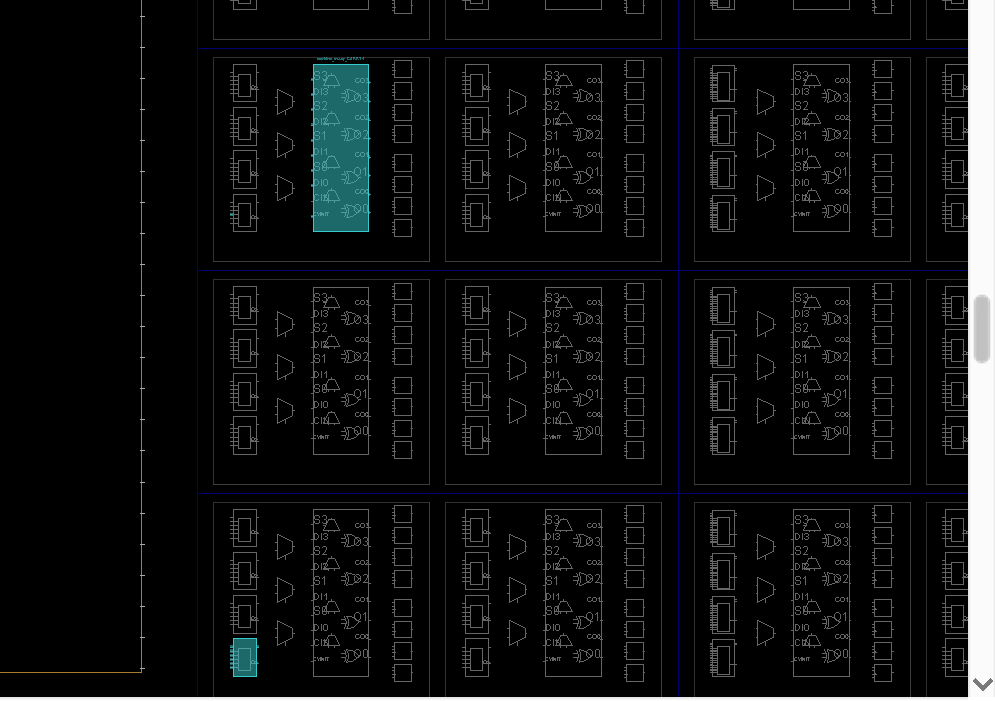 S3 CO3
DI3 O3
S2 CO2
DI2 O2
S1
DI1 CO1
S0 O1
DI0 CO0
CIN O0
CYINIT
S3 CO3
DI3 O3
S2 CO2
DI2 O2
S1
DI1 CO1
S0 O1
DI0 CO0
CIN O0
CYINIT
S3 CO3
DI3 O3
S2 CO2
DI2 O2
S1
DI1 CO1
S0 O1
DI0 CO0
CIN O0
CYINIT
S3 CO3
DI3 O3
S2 CO2
DI2 O2
S1
DI1 CO1
S0 O1
DI0 CO0
CIN O0
CYINIT
S3 CO3
DI3 O3
S2 CO2
DI2 O2
S1
DI1 CO1
S0 O1
DI0 CO0
CIN O0
CYINIT
S3 CO3
DI3 O3
S2 CO2
DI2 O2
S1
DI1 CO1
S0 O1
DI0 CO0
CIN O0
CYINIT
S3 CO3
DI3 O3
S2 CO2
DI2 O2
S1
DI1 CO1
S0 O1
DI0 CO0
CIN O0
CYINIT
S3 CO3
DI3 O3
S2 CO2
DI2 O2
S1
DI1 CO1
S0 O1
DI0 CO0
CIN O0
CYINIT
S3 CO3
DI3 O3
S2 CO2
DI2 O2
S1
DI1 CO1
S0 O1
DI0 CO0
CIN O0
CYINIT